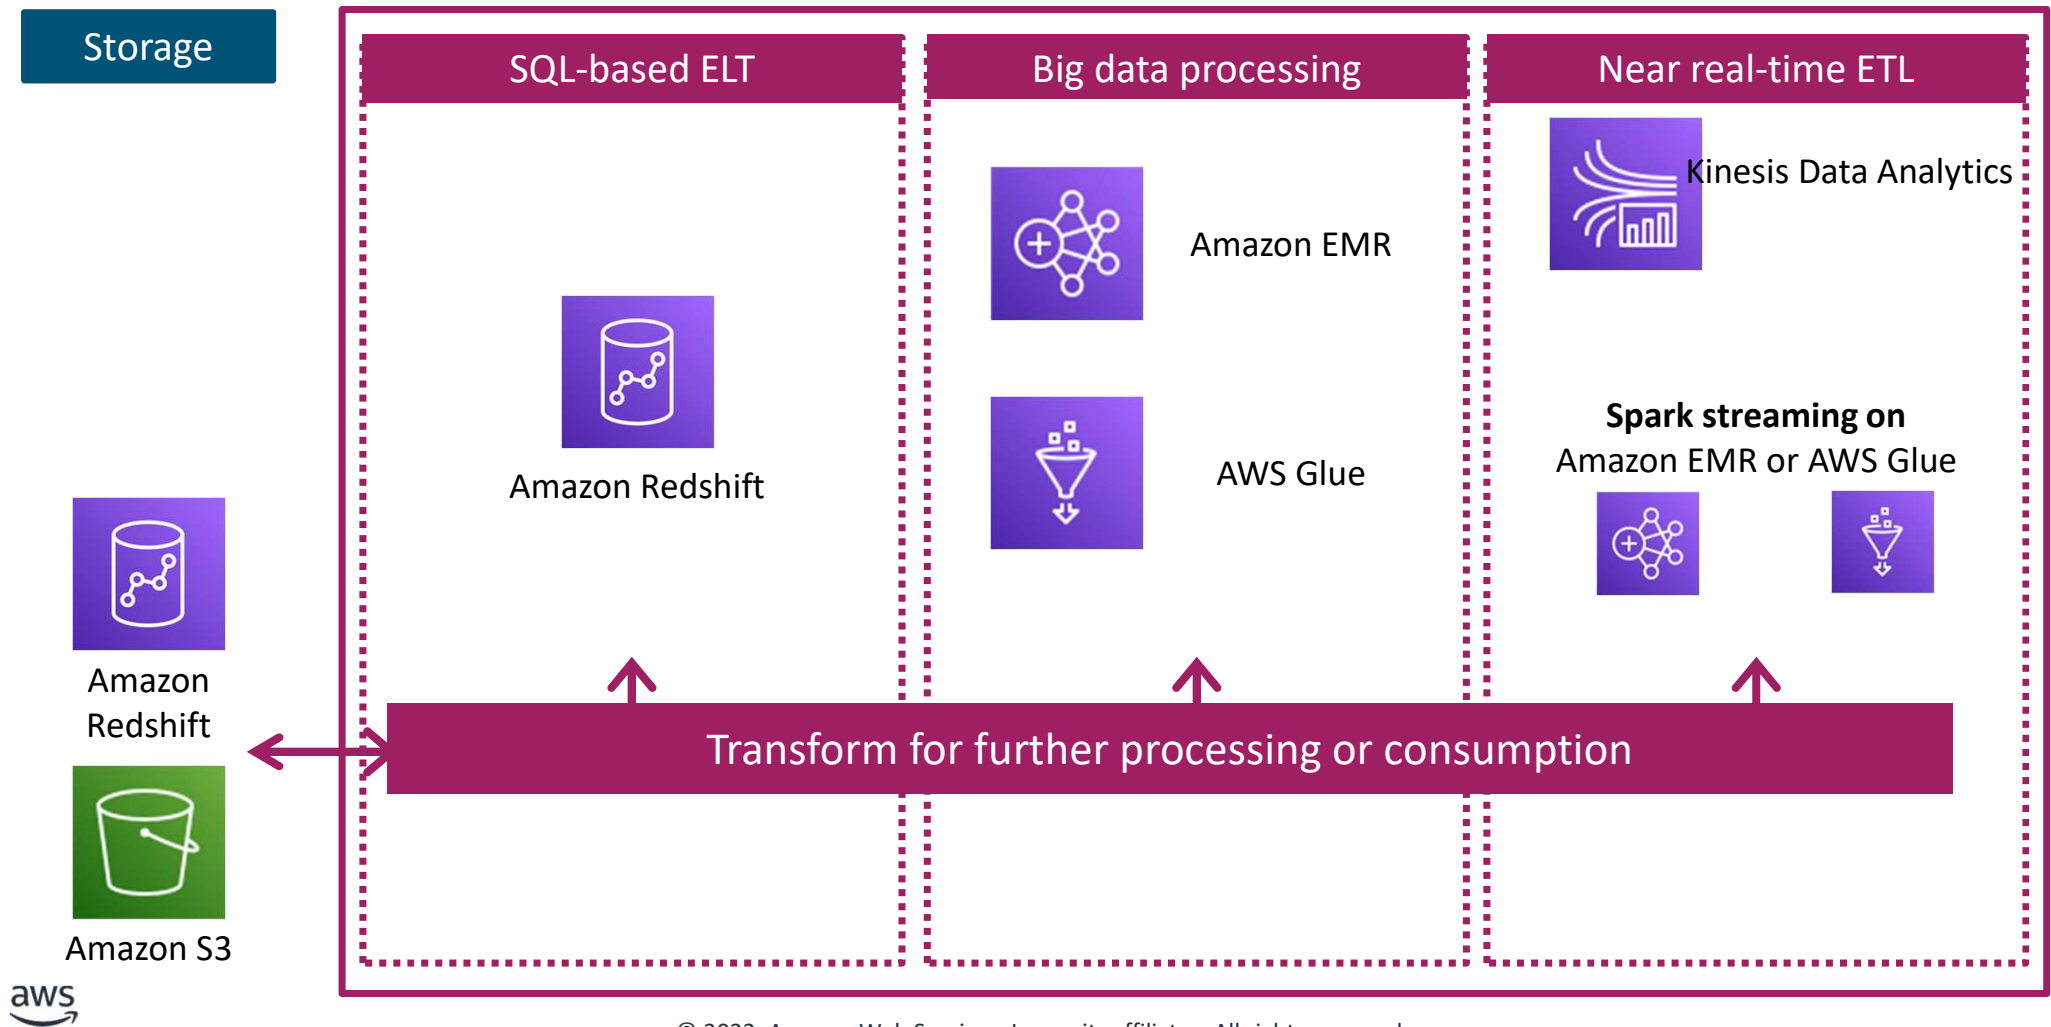 Storage
SQL-based ELT
Big data processing
Near real-time ETL
Kinesis Data Analytics
Amazon EMR
Spark streaming on
Amazon EMR or AWS Glue
AWS Glue
Amazon Redshift
Amazon
Redshift
Transform for further processing or consumption
Amazon S3
aws